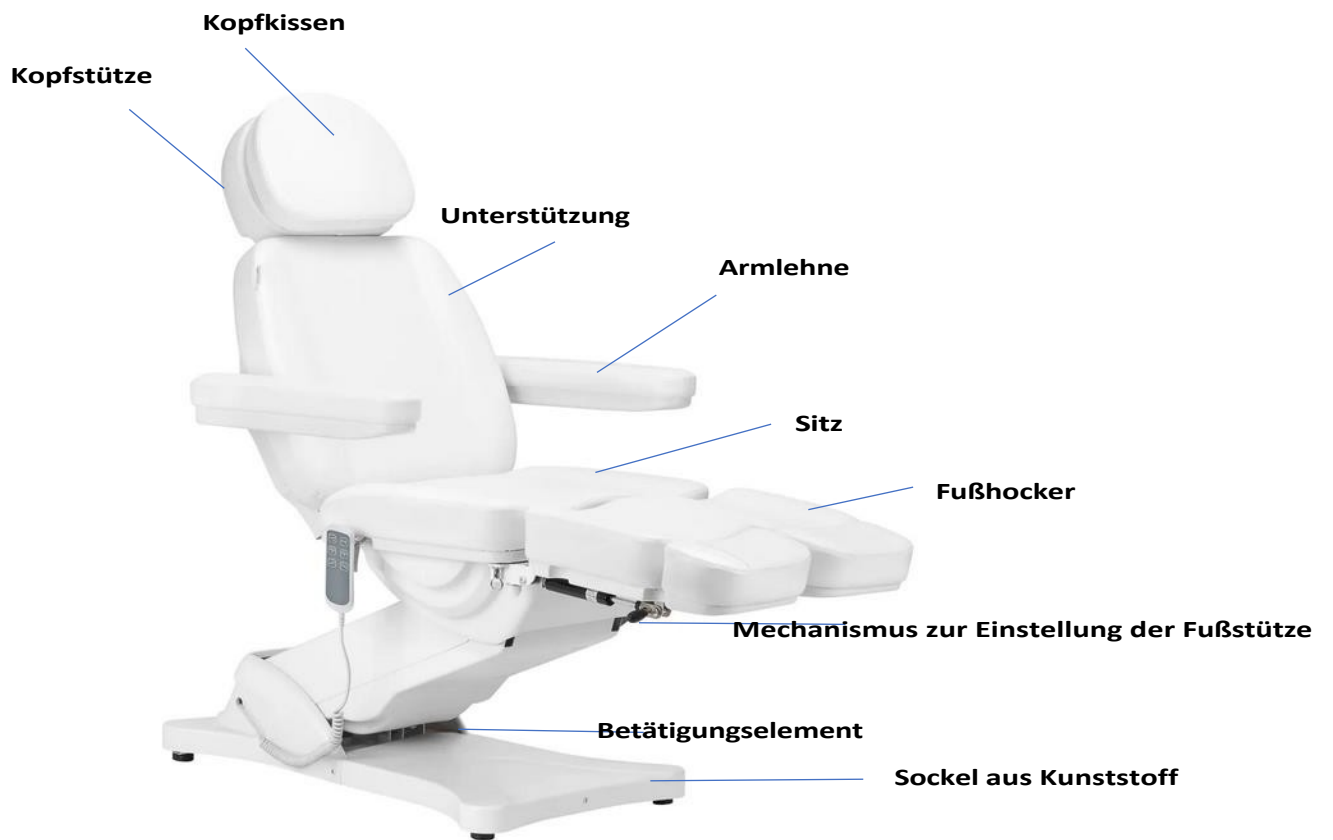 Kopfkissen
Kopfstütze
Unterstützung
Armlehne
Sitz
Fußhocker
Mechanismus zur Einstellung der Fußstütze
Betätigungselement
Sockel aus Kunststoff